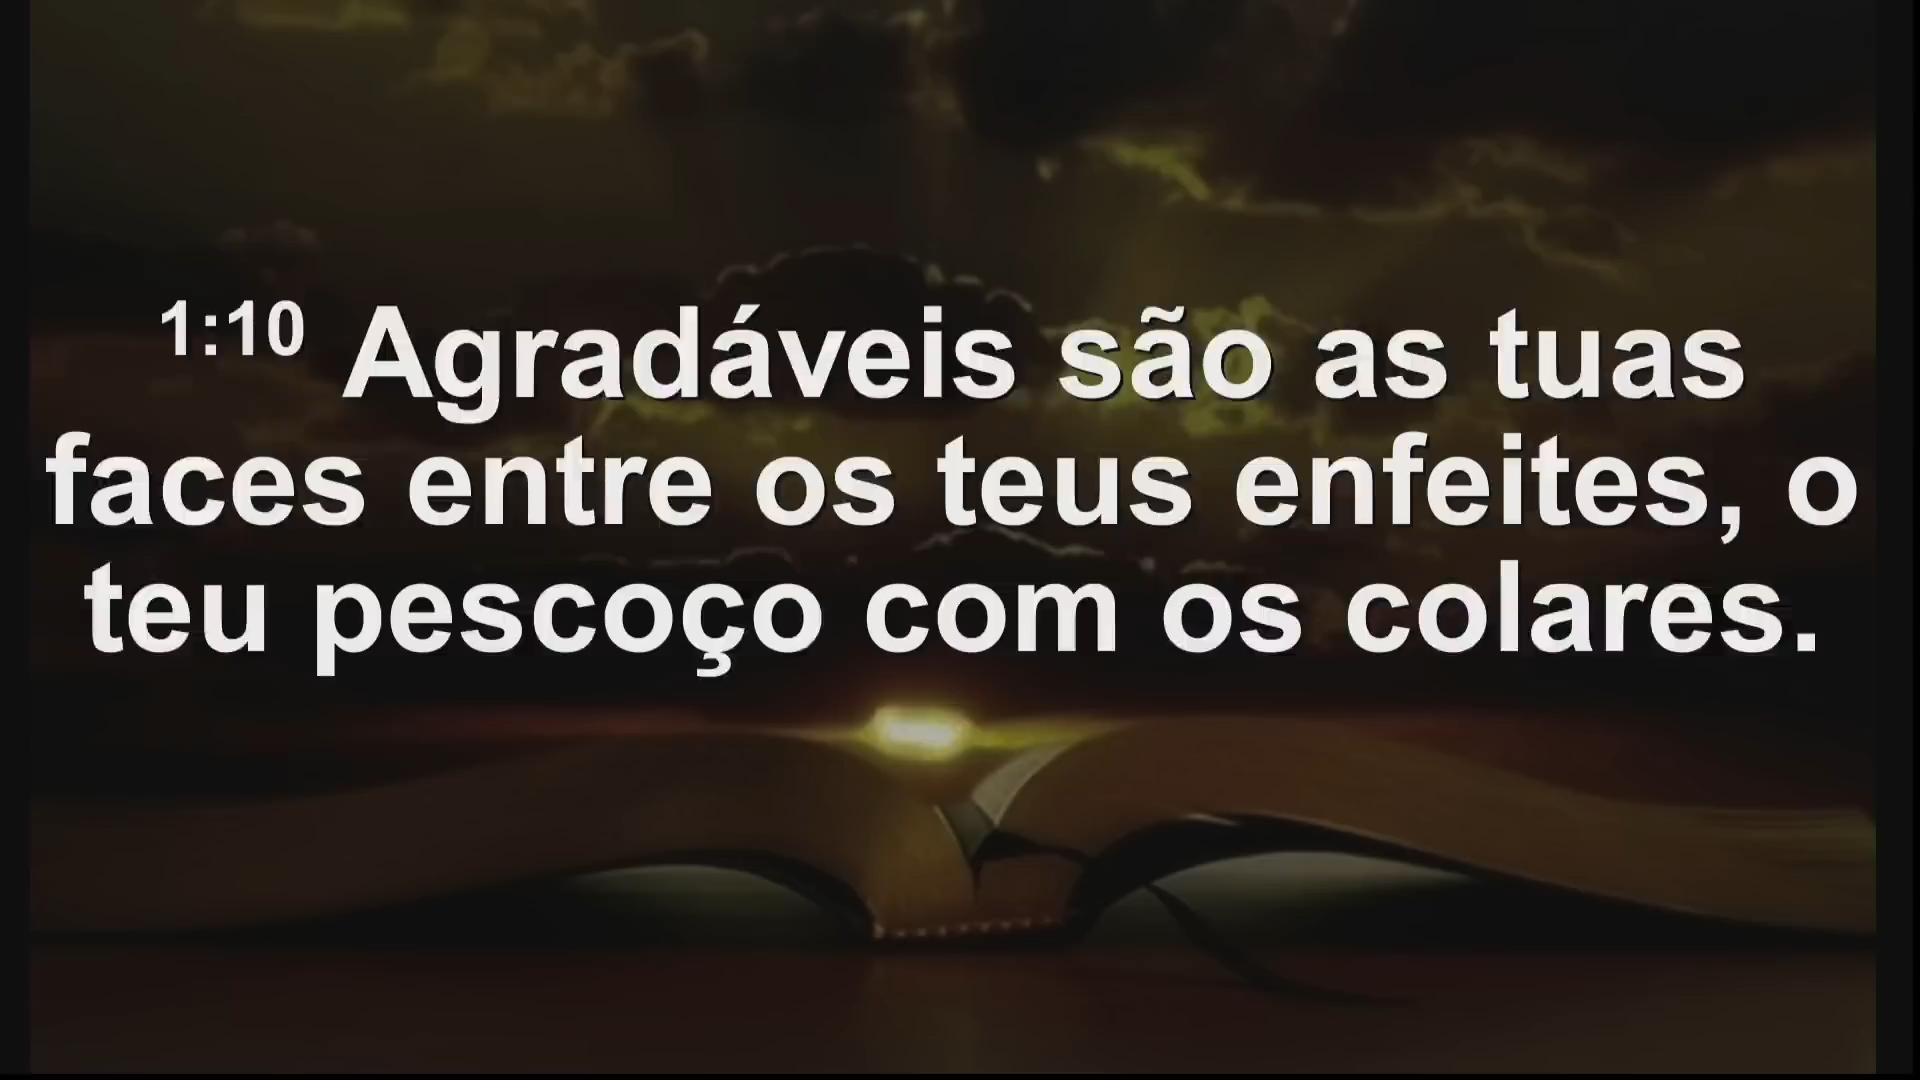 1:10 Agradáveis são as tuas
faces entre os teus enfeites, o
teu pescoço com os colares.